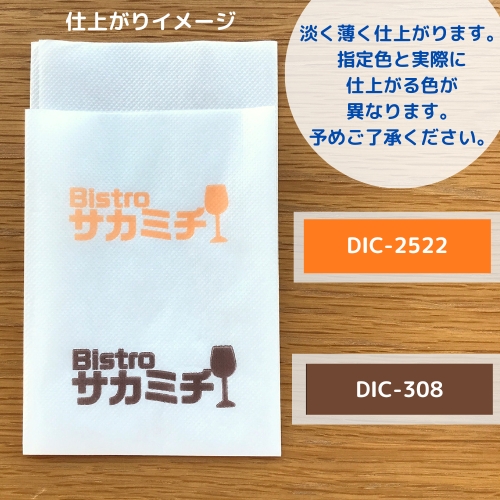 仕上がりイメージ
淡く薄く仕上がります。
指定色と実際に
仕上がる色が
異なります。
予めご了承ください。
Bistro
サカミチ
DIC-2522
Bistro
サカミチ
DIC-308